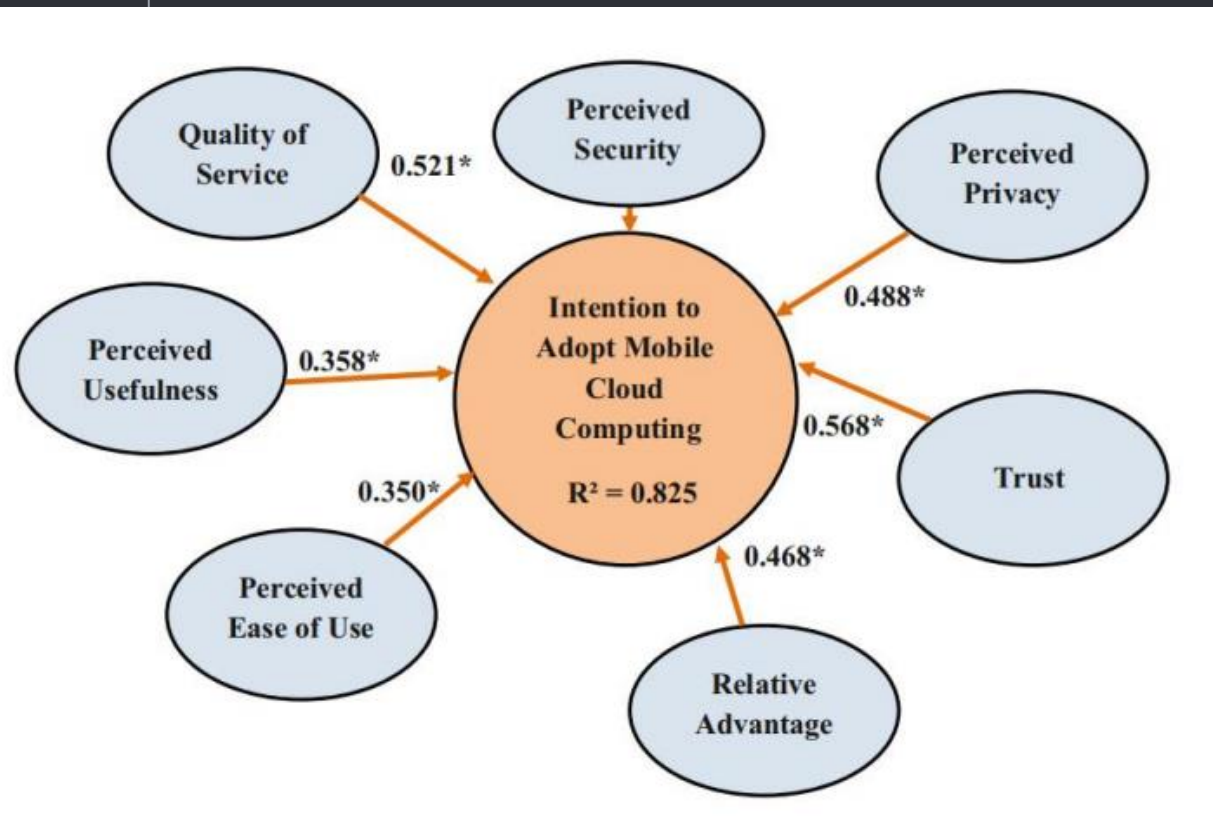 Quality of
Service
0.521*
Perceived
Security
Perceived
Privacy
0.488*
Perceived
Usefulness
0.358*
Intention to
Adopt Mobile
Cloud
Computing
R² = 0.825
0.568*
Trust
0.350*
Perceived
Ease of Use
0.468*
Relative
Advantage